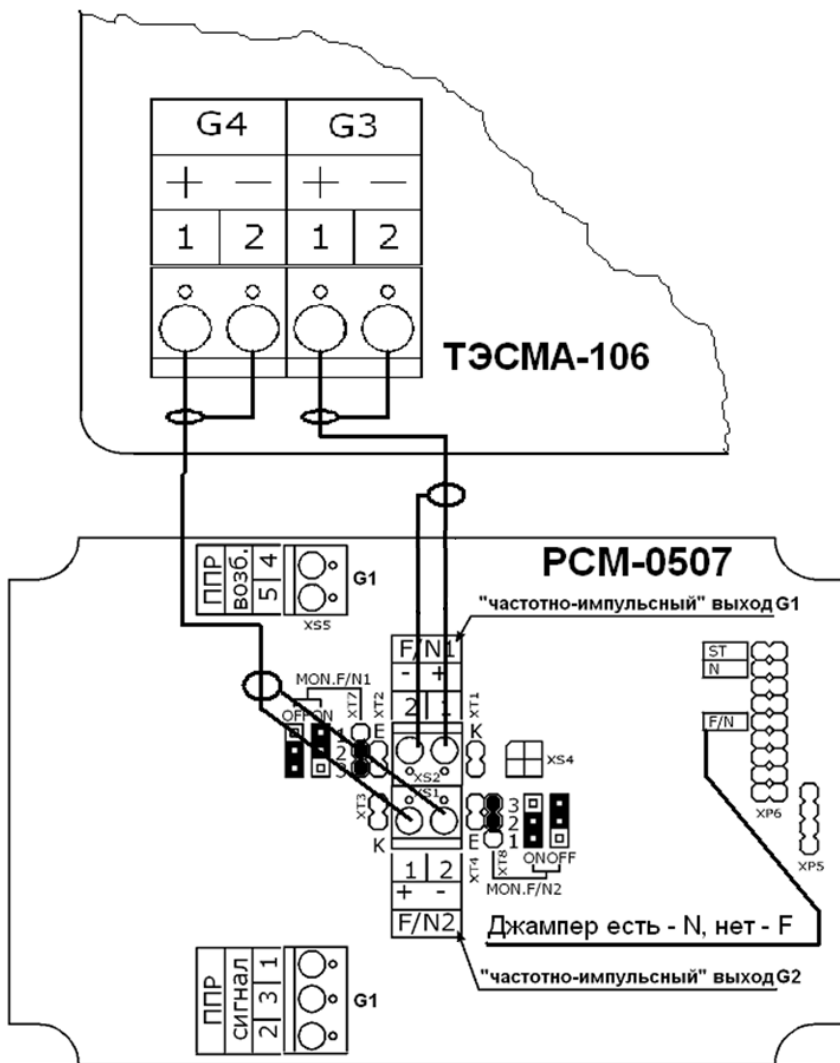 G4 G3
+ − + −
1 2 1 2
ТЭСМА-106
РСМ-0507
ППР
возб.
5 4
G1
XS5
"частотно-импульсный" выход G1
F/N1
- +
2 1
MON.F/N1
OFF ON
XT7
XT2
XT1
1
2
3
E
K
XS2
XS4
ST
N
F/N
XP6
XP5
XS1
XT3
K
E
XT4
XT8
3
2
1
ON OFF
MON.F/N2
1 2
+ -
F/N2
Джампер есть - N, нет - F
"частотно-импульсный" выход G2
ППР
сигнал
2 3 1
G1